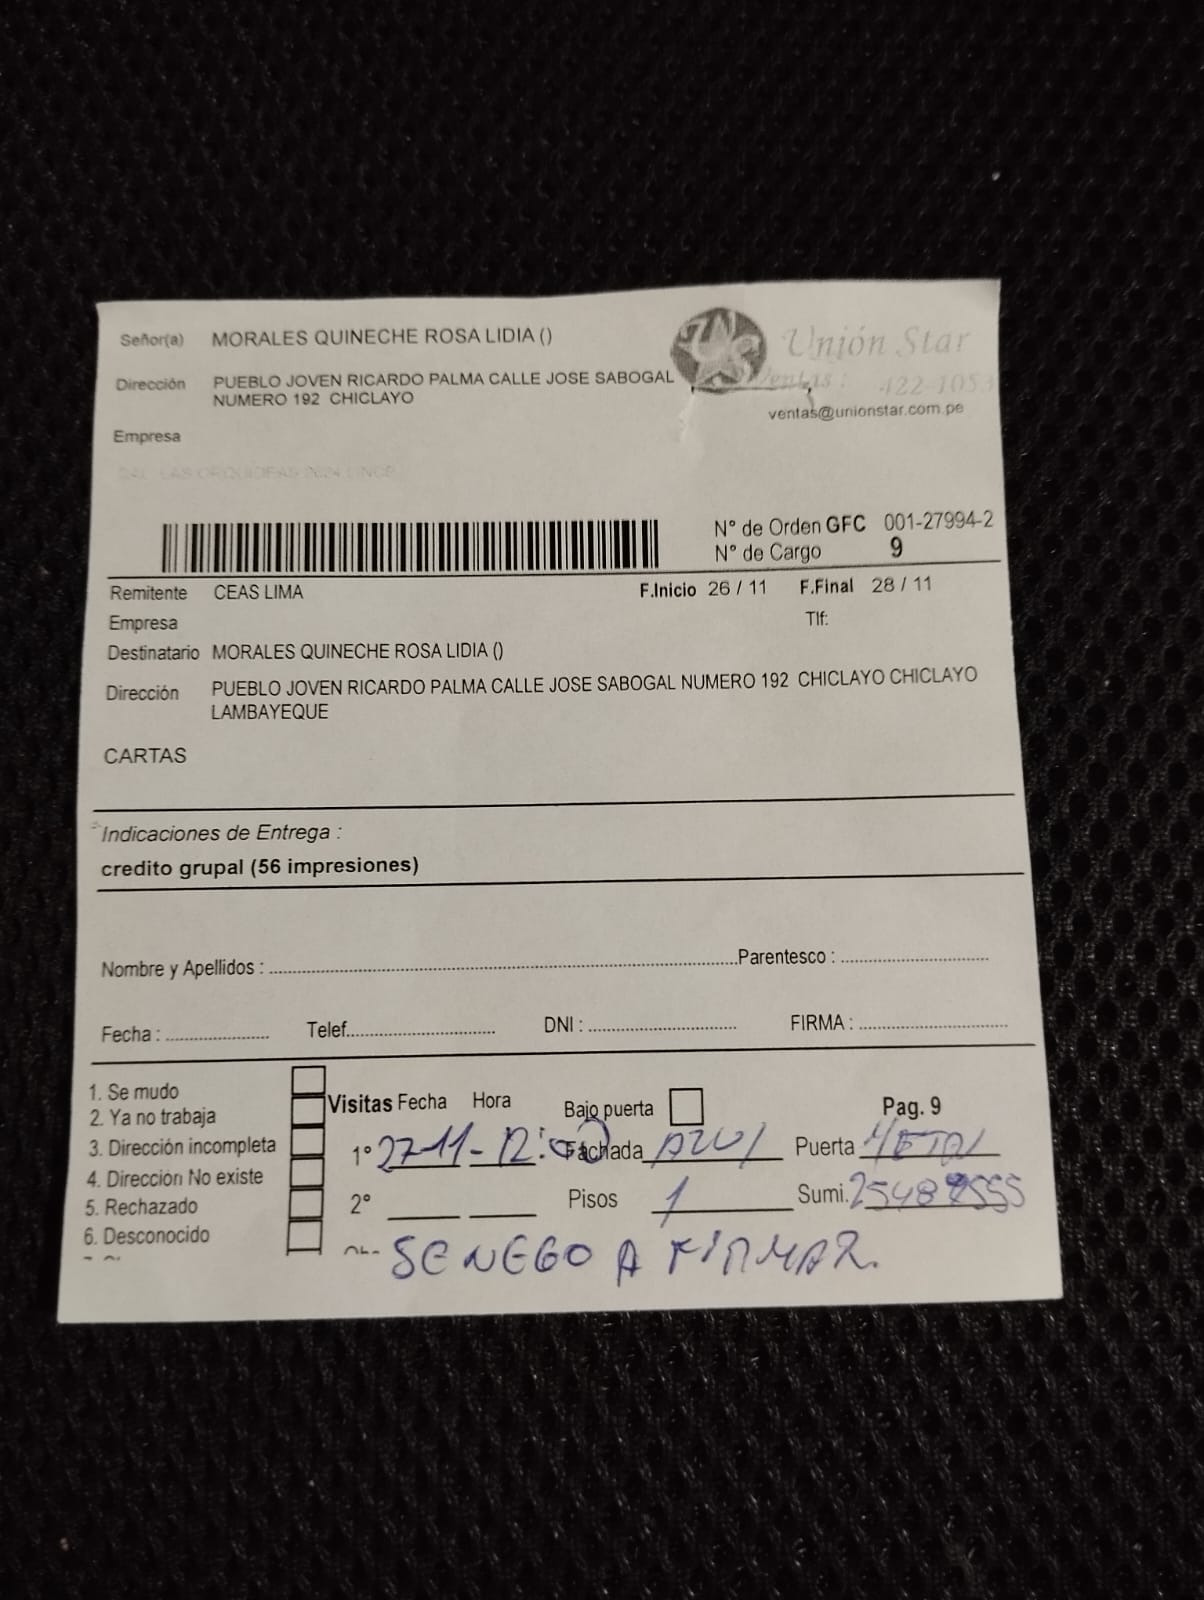 Señor(a) MORALES QUINECHE ROSA LIDIA ()
Unión Star
Dirección PUEBLO JOVEN RICARDO PALMA CALLE JOSE SABOGAL
NUMERO 192 CHICLAYO
Ventas: 422-1053
ventas@unionstar.com.pe
Empresa
N° de Orden GFC 001-27994-2
N° de Cargo 9
Remitente CEAS LIMA F.Inicio 26 / 11 F.Final 28 / 11
Empresa Tlf:
Destinatario MORALES QUINECHE ROSA LIDIA ()
Dirección PUEBLO JOVEN RICARDO PALMA CALLE JOSE SABOGAL NUMERO 192 CHICLAYO CHICLAYO
LAMBAYEQUE
CARTAS
Indicaciones de Entrega :
credito grupal (56 impresiones)
Nombre y Apellidos : Parentesco :
Fecha : Telef. DNI : FIRMA :
1. Se mudo
2. Ya no trabaja
3. Dirección incompleta
4. Dirección No existe
5. Rechazado
6. Desconocido
Visitas Fecha Hora Bajo puerta Pag. 9
1° 27-11- 12:00 Fachada AZUL Puerta METAL
2° Pisos 1 Sumi.
SE NEGO A FIRMAR.